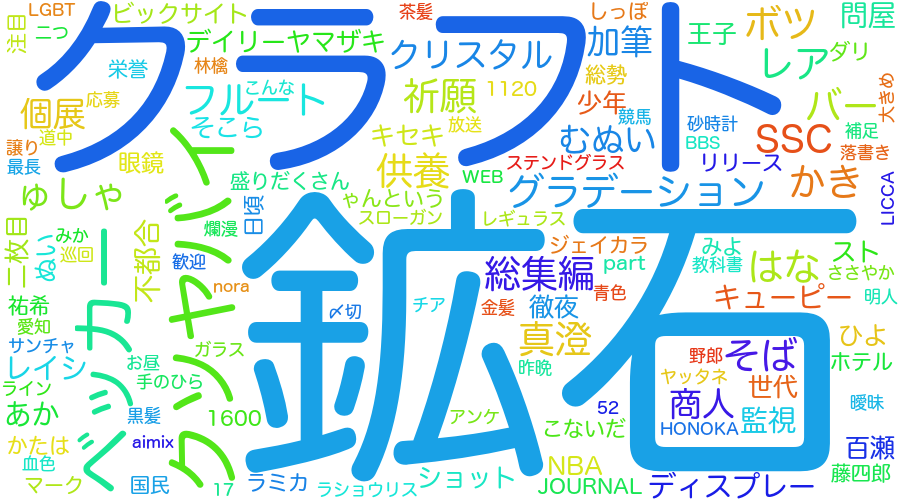 LGBT
ビックサイト
茶髪
しっぽ
問屋
注目
二つ
デイリーヤマザキ
クリスタル
加筆
王子
ボツ
ダリ
クラフト
栄誉
林檎
こんな
総勢
レア
大きめ
個展
応募
フルート
祈願
1120
少年
競馬
砂時計
バー
補足
道中
そこら
キセキ
放送
むぬい
BBS
SSC
落書き
譲り
最長
眼鏡
供養
ステンドグラス
リリース
盛りだくさん
WEB
グラデーション
かき
LICCA
ゆしゃ
ケツヤッバイ
ゃんという
スローガン
レギュラス
日頃
爛漫
二枚目
ぬい
みか
巡回
ベッカニー
不都合
歓迎
鉱石
ジェイカラ
みよ
教科書
スト
はな
ささやか
総集編
part
nora
祐希
愛知
〆切
チア
金髪
徹夜
青色
キューピー
明人
サンチャ
お昼
ガラス
真澄
昨晩
野郎
そば
ひよ
レイシ
手のひら
ヤッタネ
ホテル
ライン
世代
あか
黒髪
1600
アンケ
こないだ
52
商人
HONOKA
監視
曖昧
かたは
aimix
血色
NBA
百瀬
マーク
国民
17
ラミカ
ラショウリス
ショット
JOURNAL
ディスプレー
藤四郎